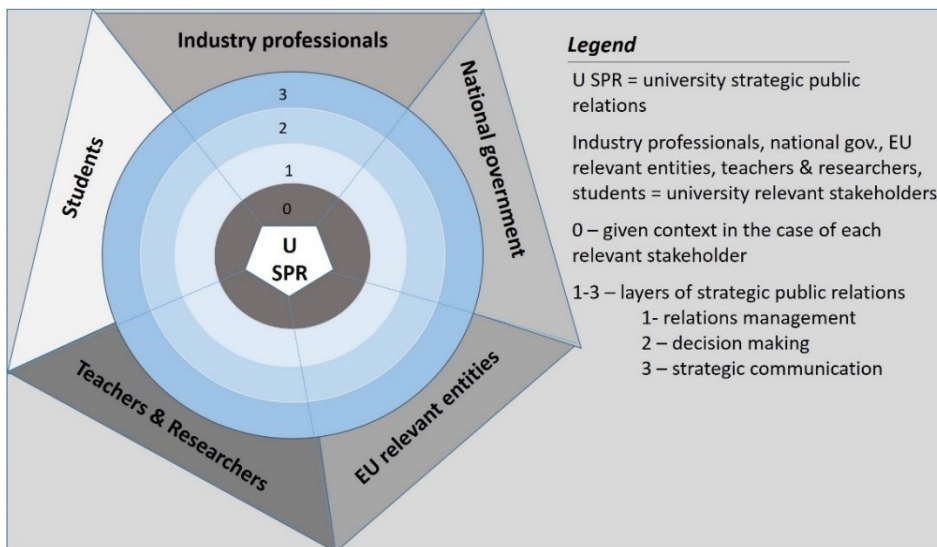 Industry professionals
National government
EU relevant entities
Teachers & Researchers
Students
3
2
1
0
U
SPR
Legend
U SPR = university strategic public
relations
Industry professionals, national gov., EU
relevant entities, teachers & researchers,
students = university relevant stakeholders
0 – given context in the case of each
relevant stakeholder
1-3 – layers of strategic public relations
1- relations management
2 – decision making
3 – strategic communication